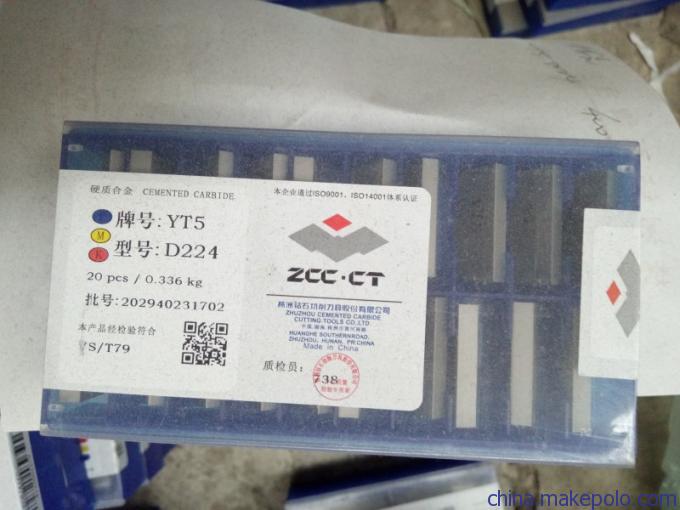 硬质合金 CEMENTED CARBIDE
本企业通过ISO9001、ISO14001体系认证
牌号: YT5
M
K
型号: D224
20 pcs / 0.336 kg
批号: 202940231702
本产品经检验符合
YS/T79
ZCC·CT
株洲钻石切削刀具股份有限公司
ZHUZHOU CEMENTED CARBIDE
CUTTING TOOLS CO.,LTD.
HUANGHE SOUTHERNROAD,
ZHUZHOU, HUNAN, PR.CHINA
Made in China
质检员:
38
china.makepolo.com